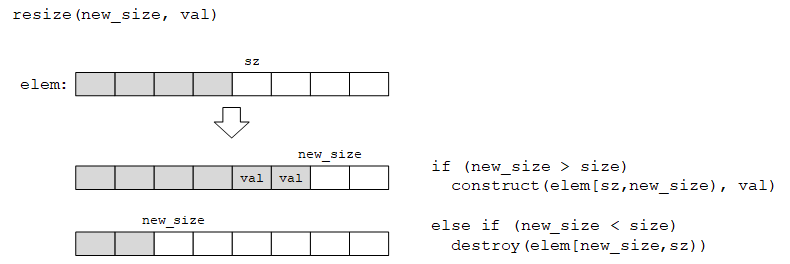 resize(new_size, val)
sz
elem:
new_size
val val
if (new_size > size)
construct(elem[sz,new_size), val)
new_size
else if (new_size < size)
destroy(elem[new_size,sz))